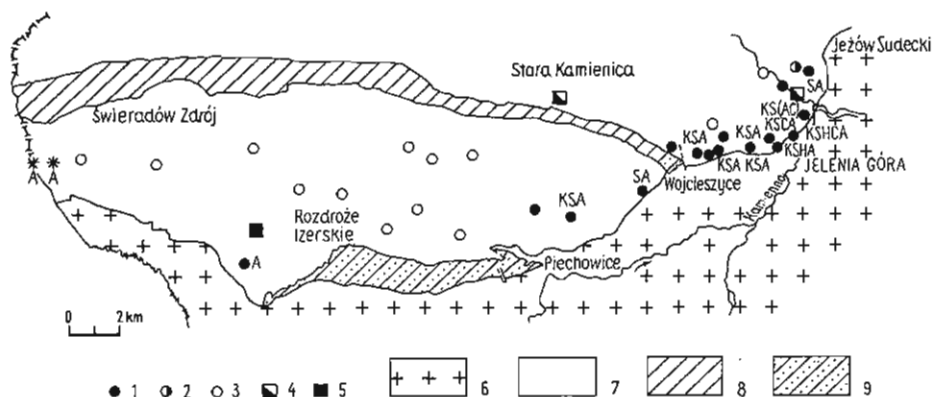 Jeżów Sudecki
Stara Kamienica
SA
Świeradów Zdrój
KS(AC)
KSCA
KSHCA
KSA
KSA
KSHA
KSA KSA
JELENIA GÓRA
A A
SA
Wojcieszyce
KSA
Kamienna
Rozdroże
Izerskie
A
Piechowice
0 2 km
1 2 3 4 5 6 7 8 9